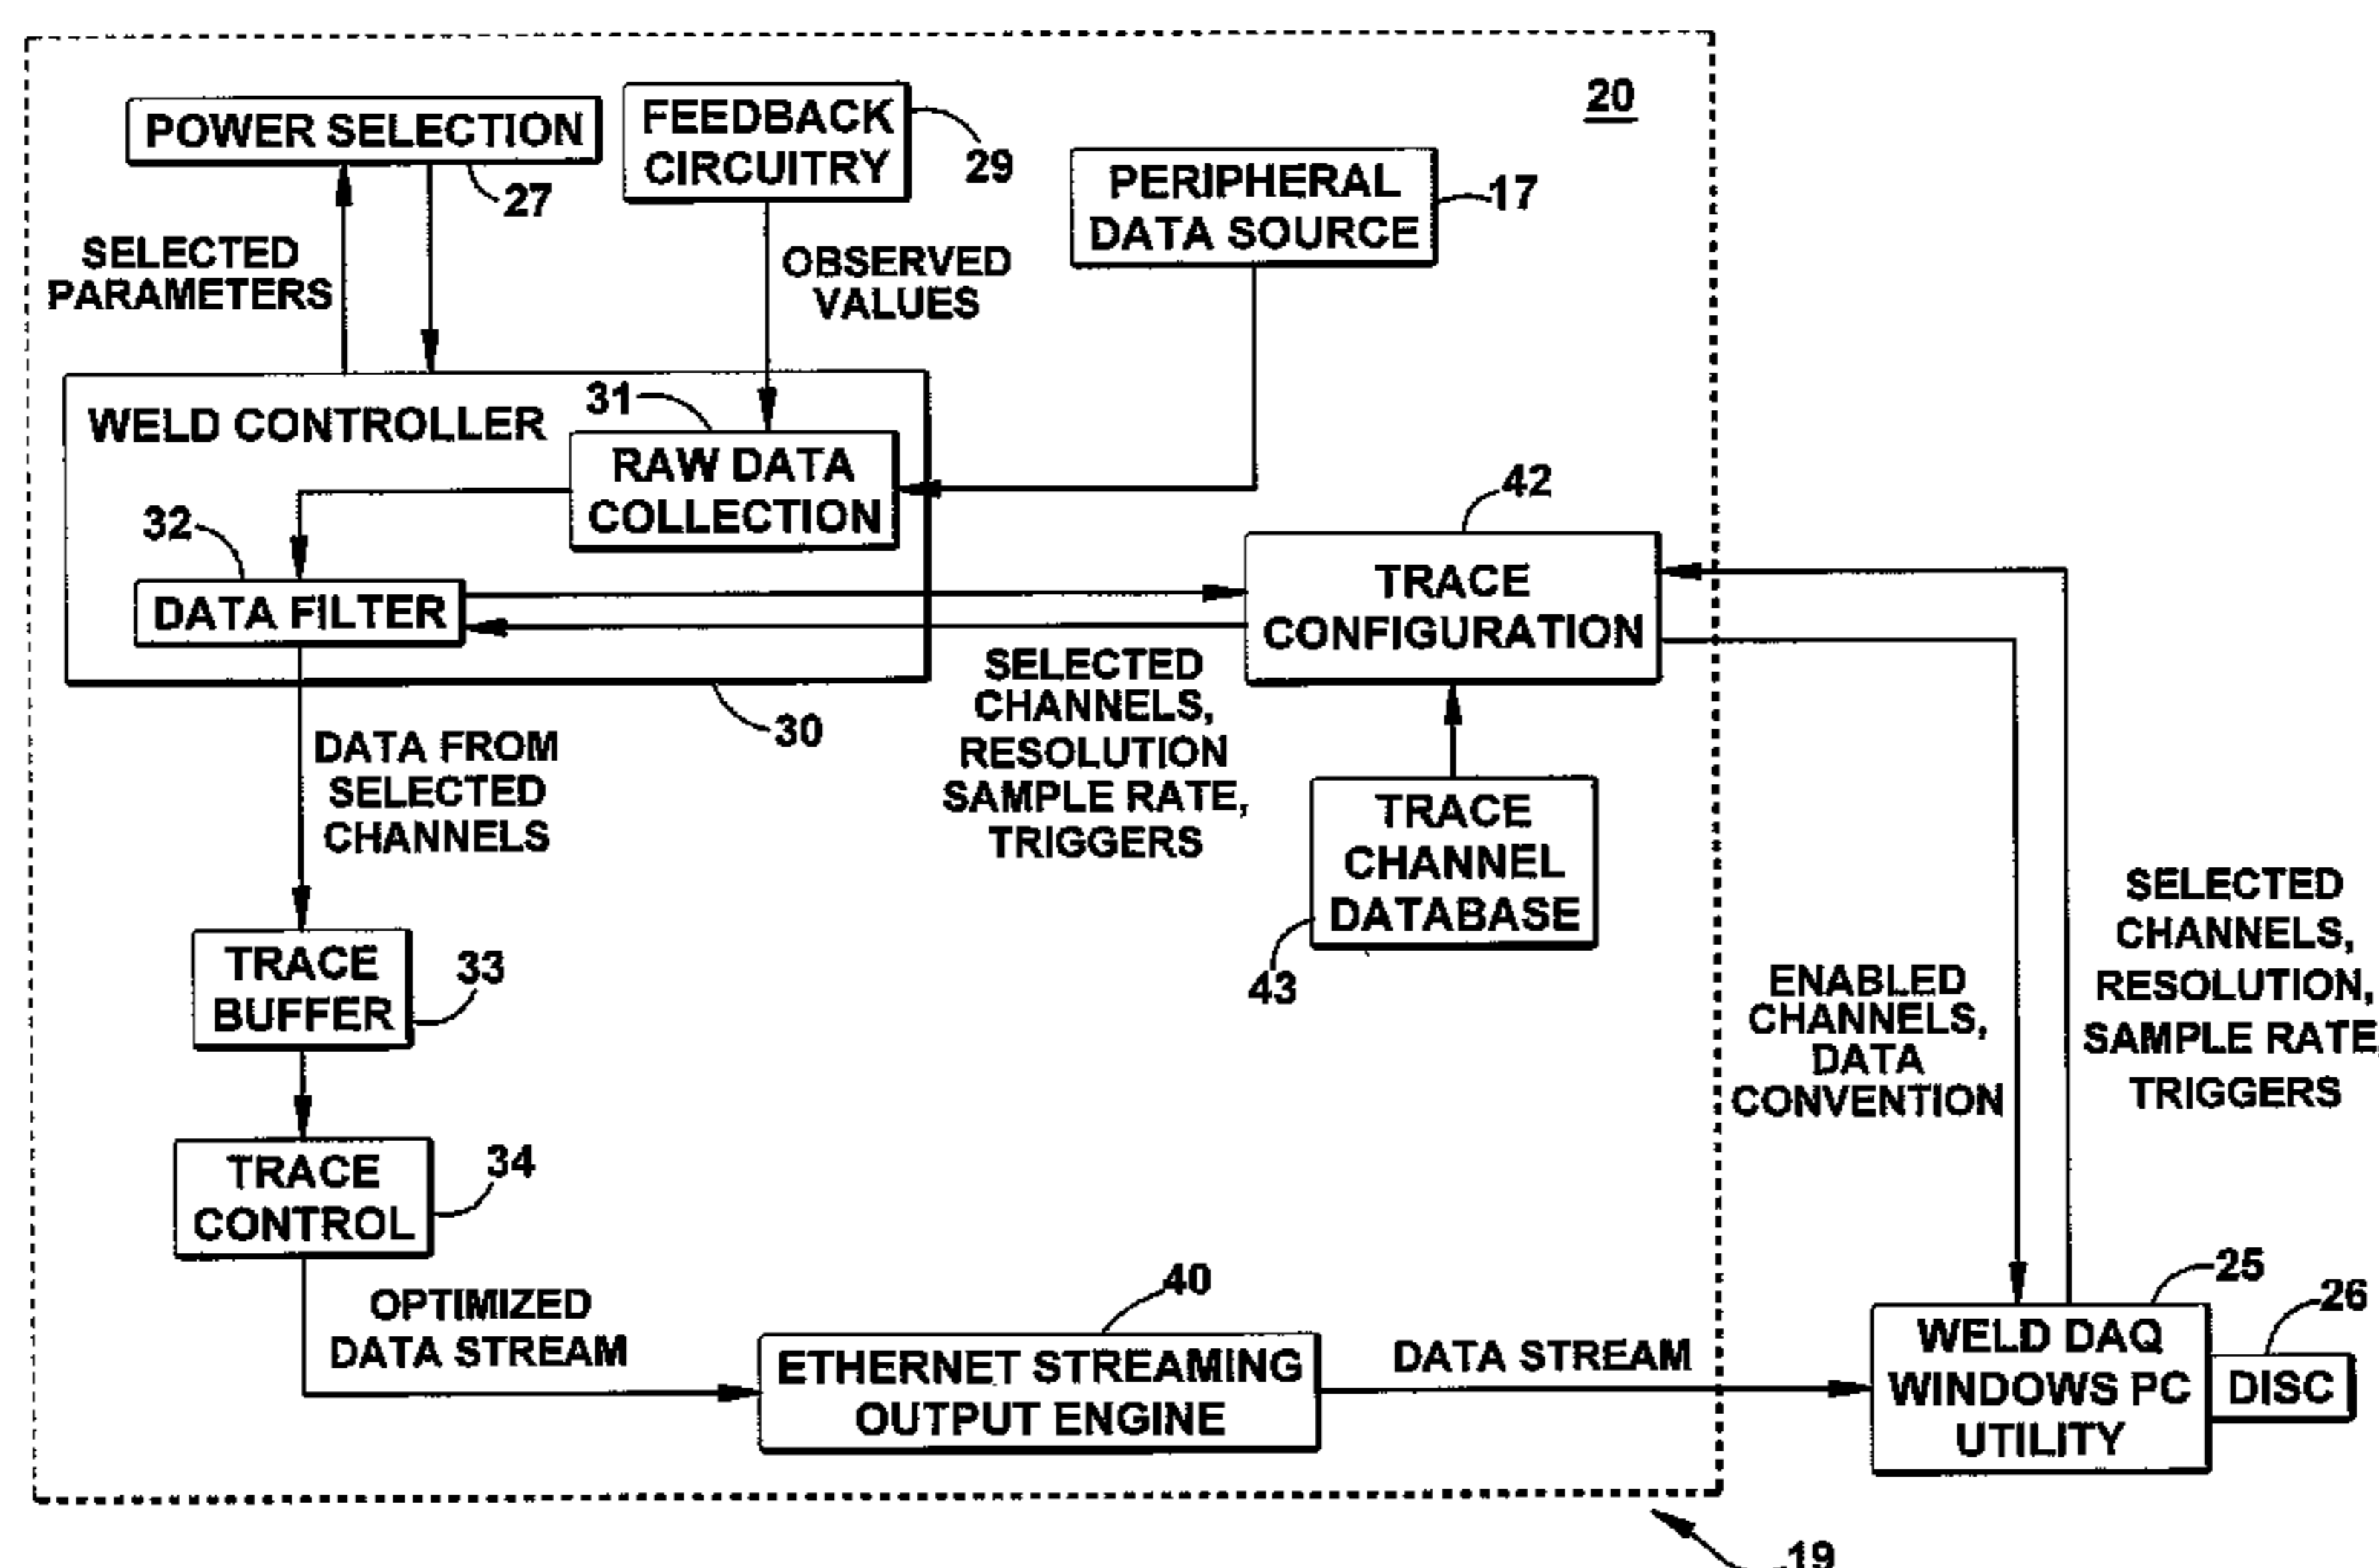 20
POWER SELECTION
27
FEEDBACK
CIRCUITRY
29
PERIPHERAL
DATA SOURCE
17
SELECTED
PARAMETERS
OBSERVED
VALUES
WELD CONTROLLER
31
RAW DATA
COLLECTION
32
DATA FILTER
30
42
TRACE
CONFIGURATION
SELECTED
CHANNELS,
RESOLUTION
SAMPLE RATE,
TRIGGERS
DATA FROM
SELECTED
CHANNELS
TRACE
CHANNEL
DATABASE
43
TRACE
BUFFER
33
ENABLED
CHANNELS,
DATA
CONVENTION
SELECTED
CHANNELS,
RESOLUTION,
SAMPLE RATE,
TRIGGERS
TRACE
CONTROL
34
OPTIMIZED
DATA STREAM
40
ETHERNET STREAMING
OUTPUT ENGINE
DATA STREAM
25
WELD DAQ
WINDOWS PC
UTILITY
26
DISC
19